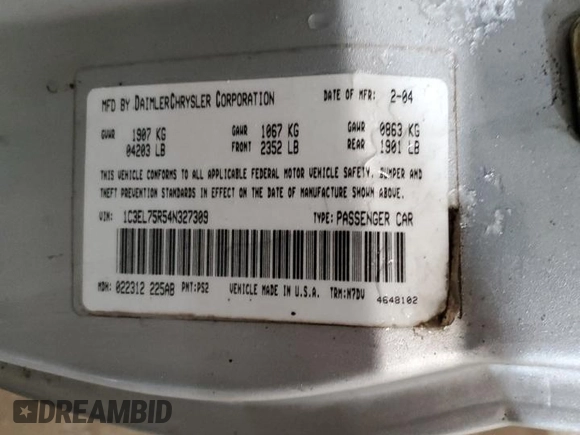 MFD BY DAIMLERCHRYSLER CORPORATION DATE OF MFR: 2-04
GVWR 1907 KG GAWR 1067 KG GAWR 0863 KG
04203 LB FRONT 2352 LB REAR 1901 LB
THIS VEHICLE CONFORMS TO ALL APPLICABLE FEDERAL MOTOR VEHICLE SAFETY, BUMPER AND
THEFT PREVENTION STANDARDS IN EFFECT ON THE DATE OF MANUFACTURE SHOWN ABOVE.
VIN: 1C3EL75R54N327309 TYPE: PASSENGER CAR
MDH: 022312 225AB PNT: PS2 VEHICLE MADE IN U.S.A. TRM: W7DV
4648102
DREAMBID